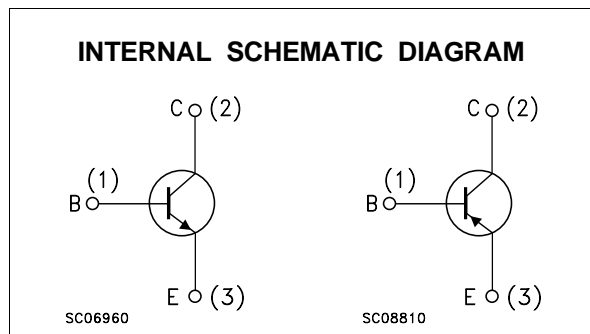 INTERNAL SCHEMATIC DIAGRAM
C (2)
C (2)
(1)
(1)
B
B
E (3)
E (3)
SC06960
SC08810